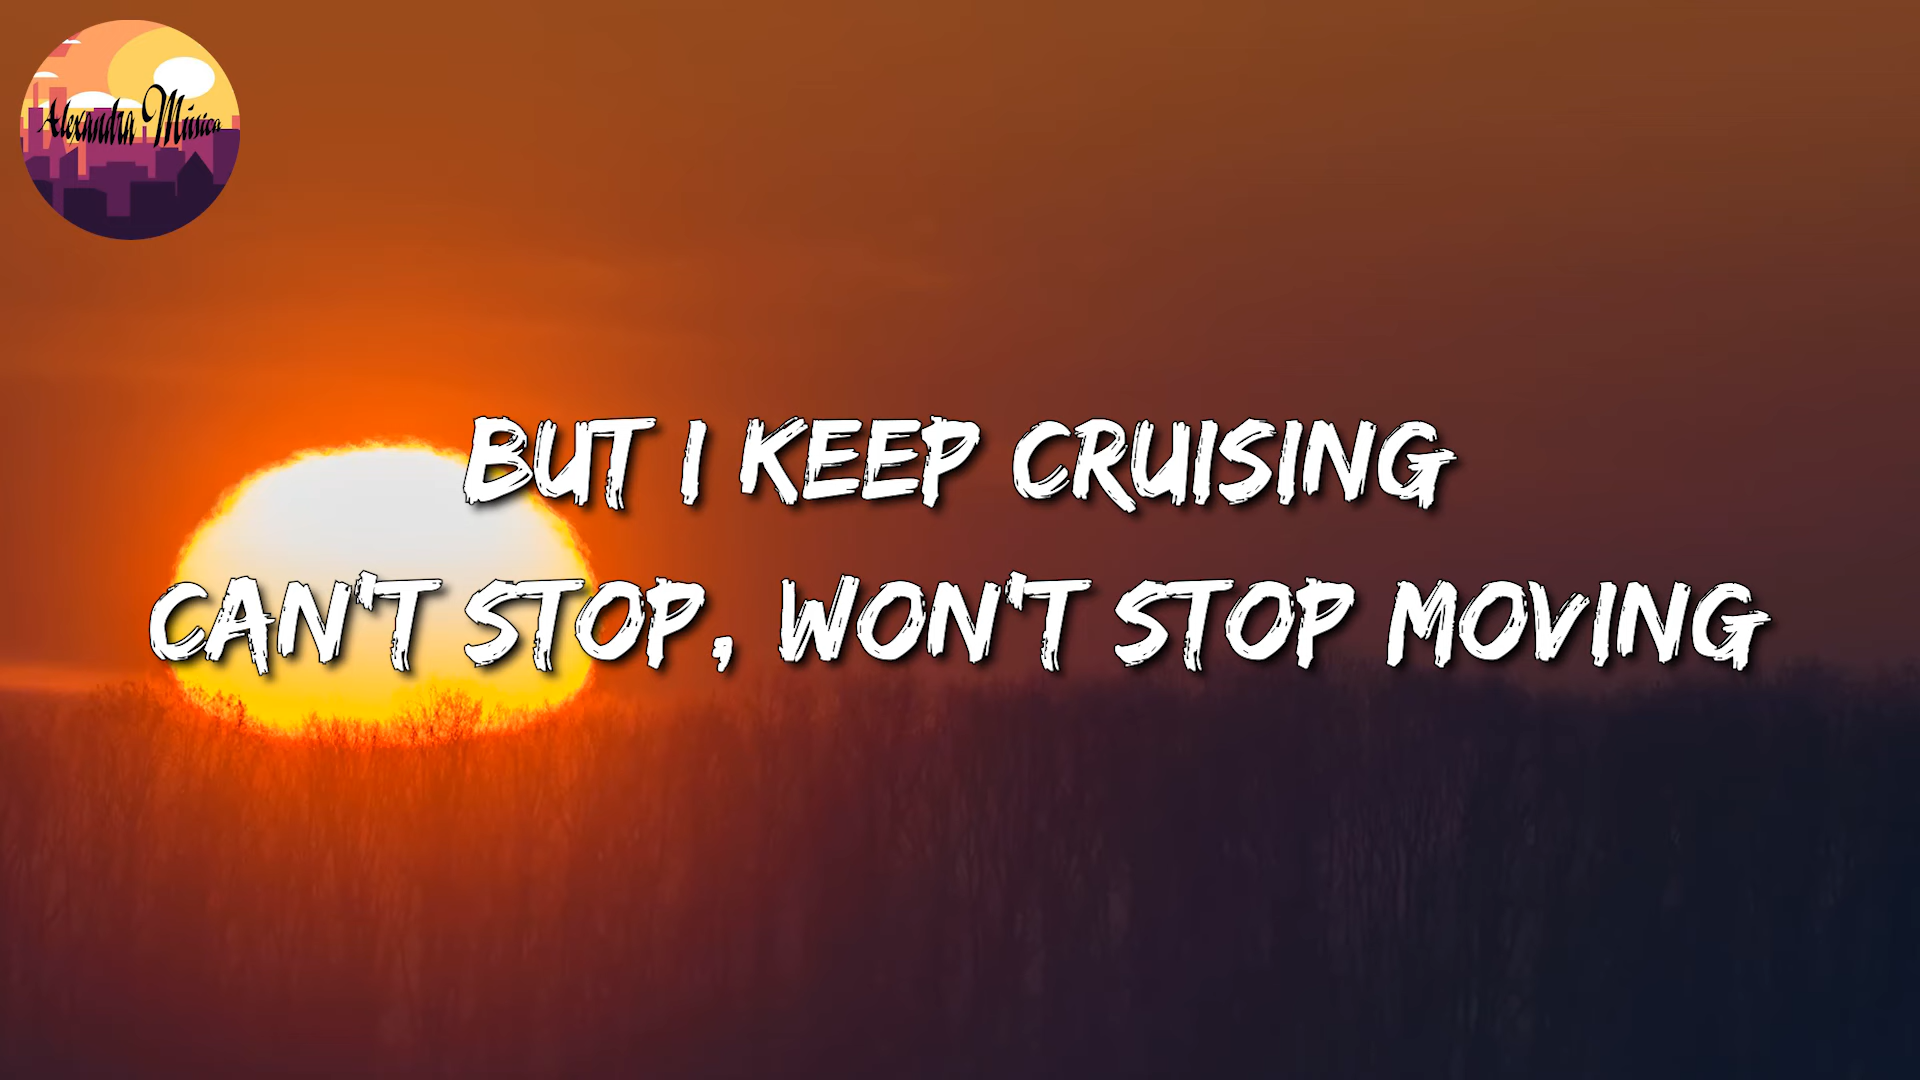 Alexandra Música
BUT I KEEP CRUISING
CAN'T STOP, WON'T STOP MOVING